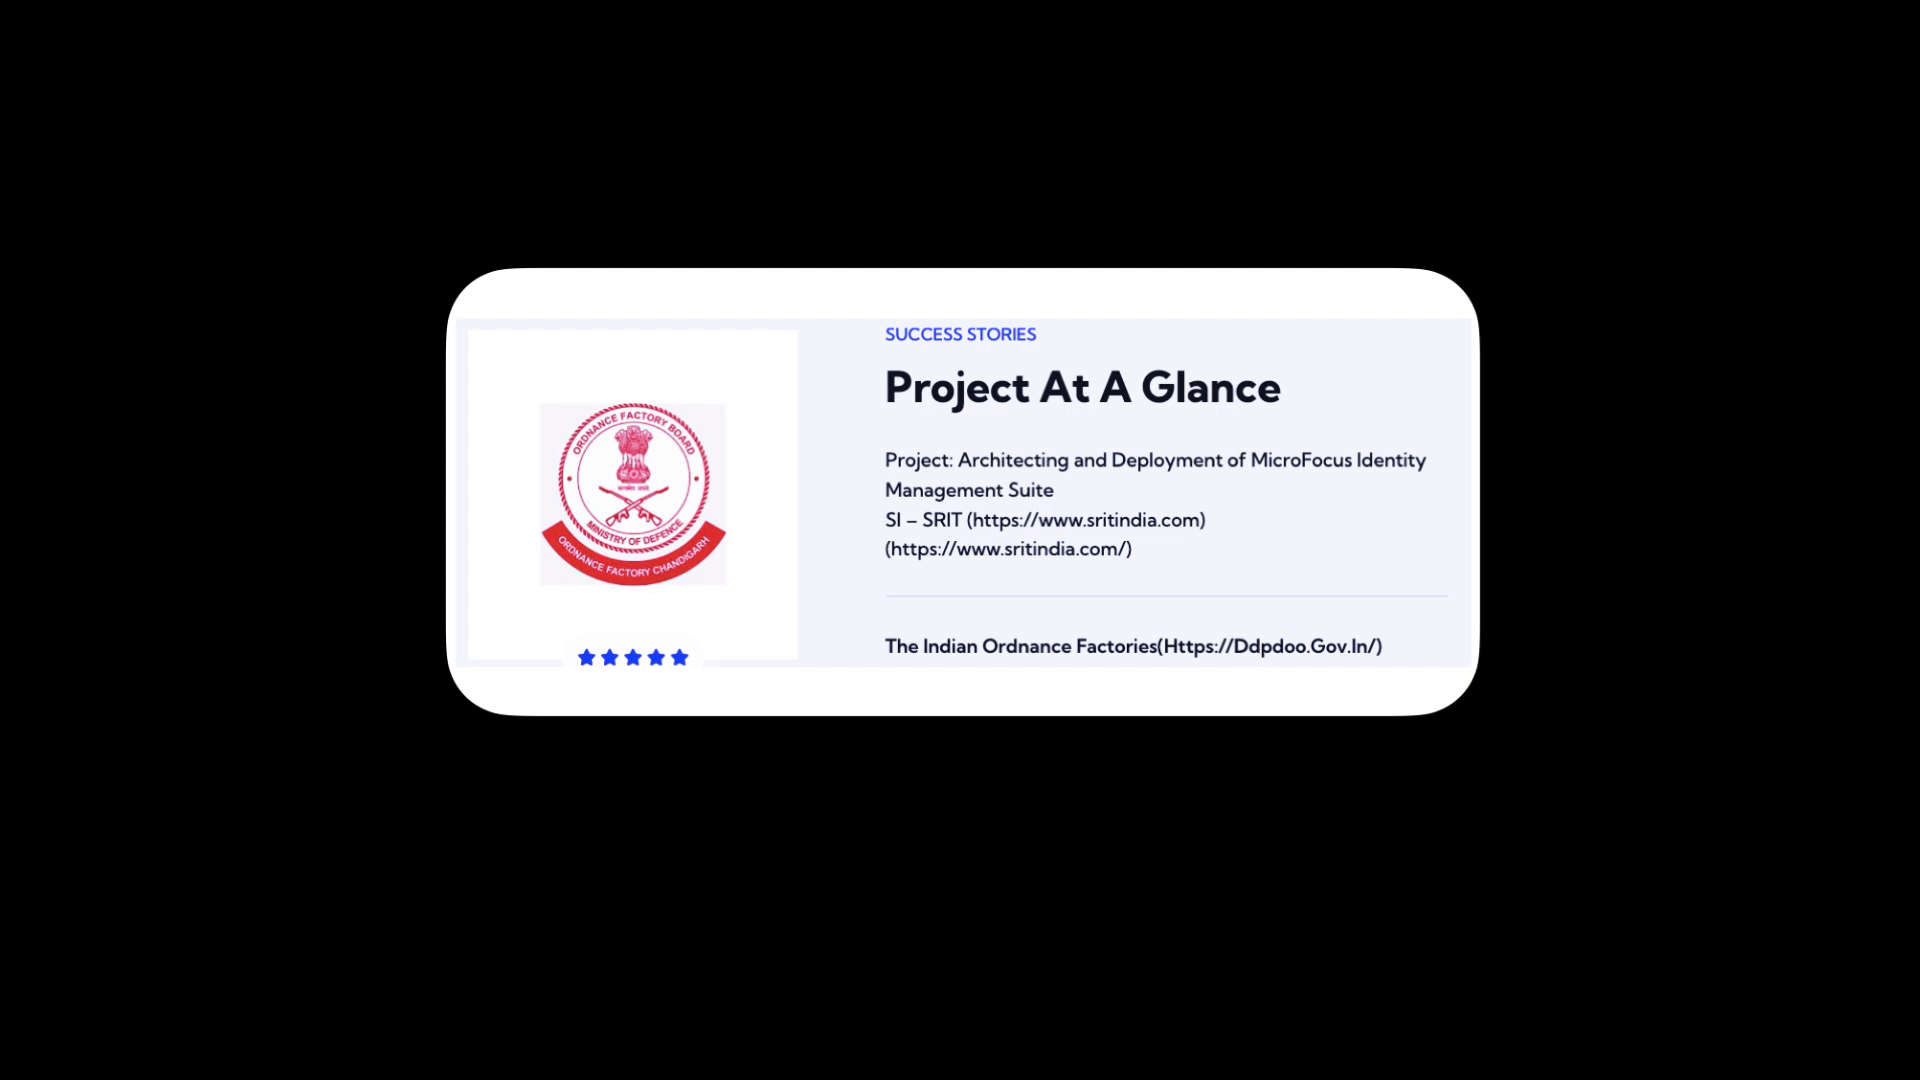 ORDNANCE FACTORY BOARD
MINISTRY OF DEFENCE
ORDNANCE FACTORY CHANDIGARH
SUCCESS STORIES
Project At A Glance
Project: Architecting and Deployment of MicroFocus Identity
Management Suite
SI – SRIT (https://www.sritindia.com)
(https://www.sritindia.com/)
The Indian Ordnance Factories(Https://Ddpdoo.Gov.In/)